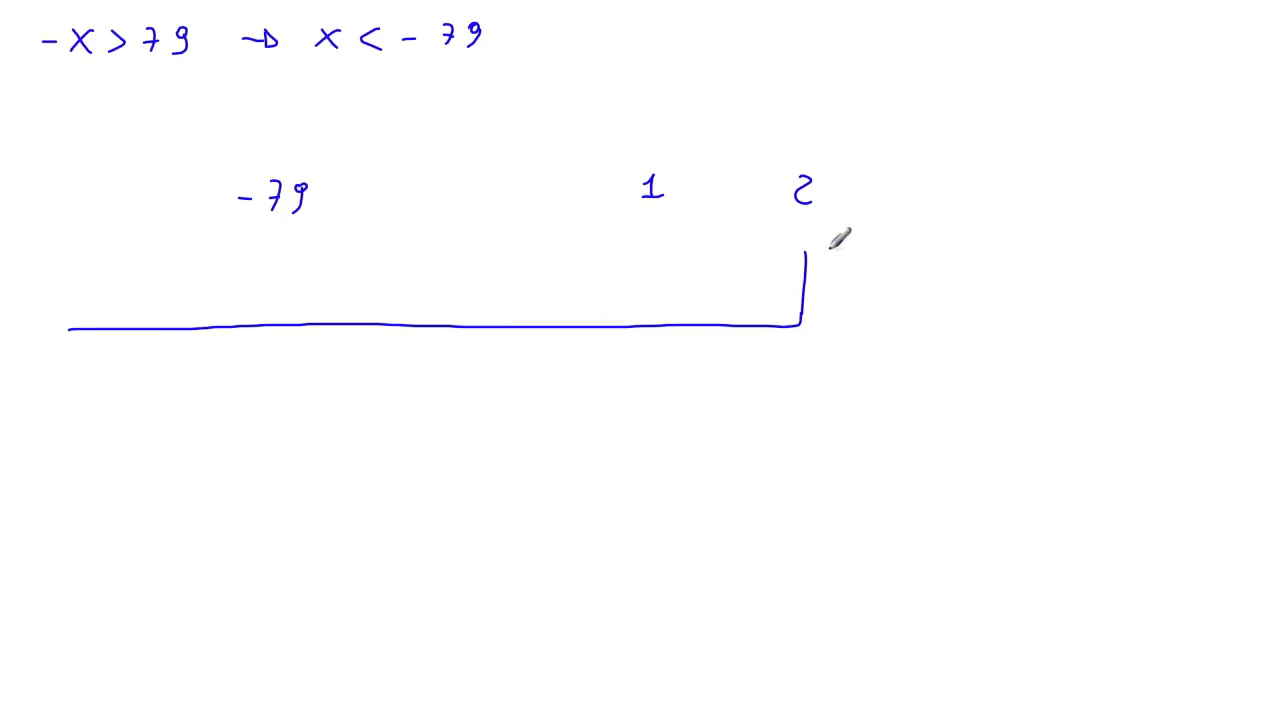 -x > 79 → x < - 79
-79 1 2